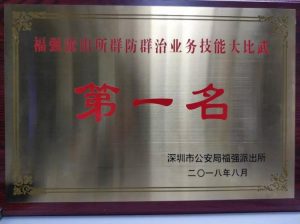 福强派出所群防群治业务技能大比武
第一名
深圳市公安局福强派出所
二〇一八年八月